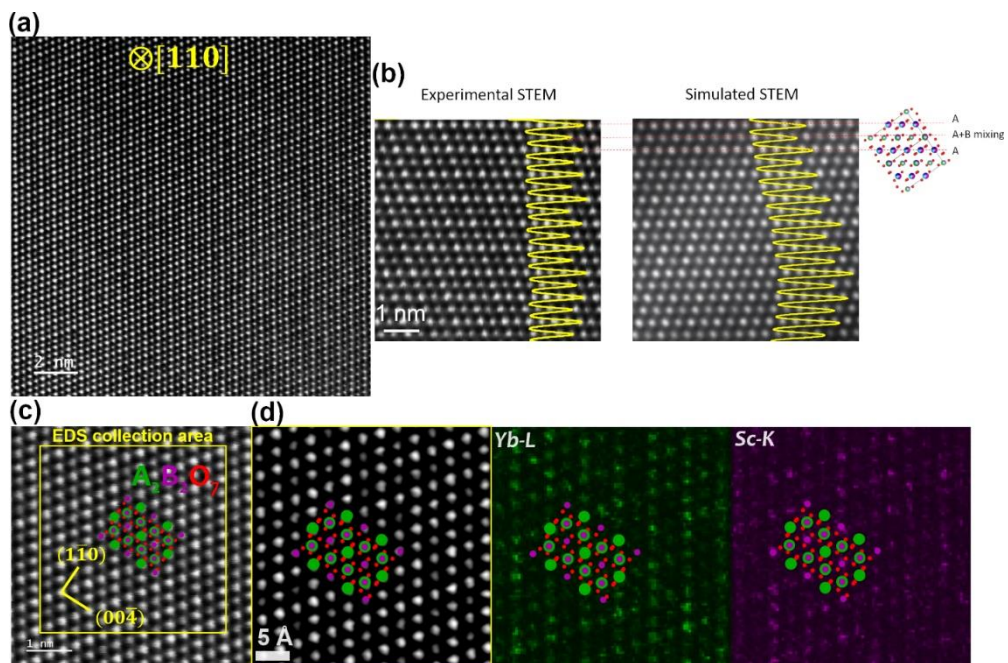 (a)
⊗[110]
2 nm
(b)
Experimental STEM
Simulated STEM
A
A+B mixing
A
1 nm
(c)
EDS collection area
A₂B₂O₇
(110)
(004̄)
1 nm
(d)
5 Å
Yb-L
Sc-K